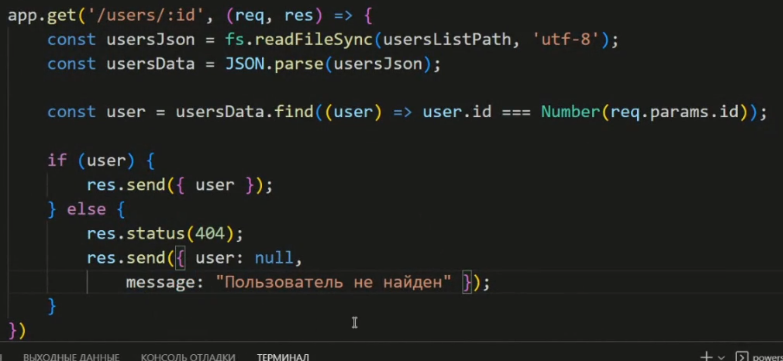 app.get('/users/:id', (req, res) => {
    const usersJson = fs.readFileSync(usersListPath, 'utf-8');
    const usersData = JSON.parse(usersJson);
    const user = usersData.find((user) => user.id === Number(req.params.id));
    if (user) {
        res.send({ user });
    } else {
        res.status(404);
        res.send({ user: null,
            message: "Пользователь не найден" });
    }
})
ВЫХОДНЫЕ ДАННЫЕ КОНСОЛЬ ОТЛАДКИ ТЕРМИНАЛ